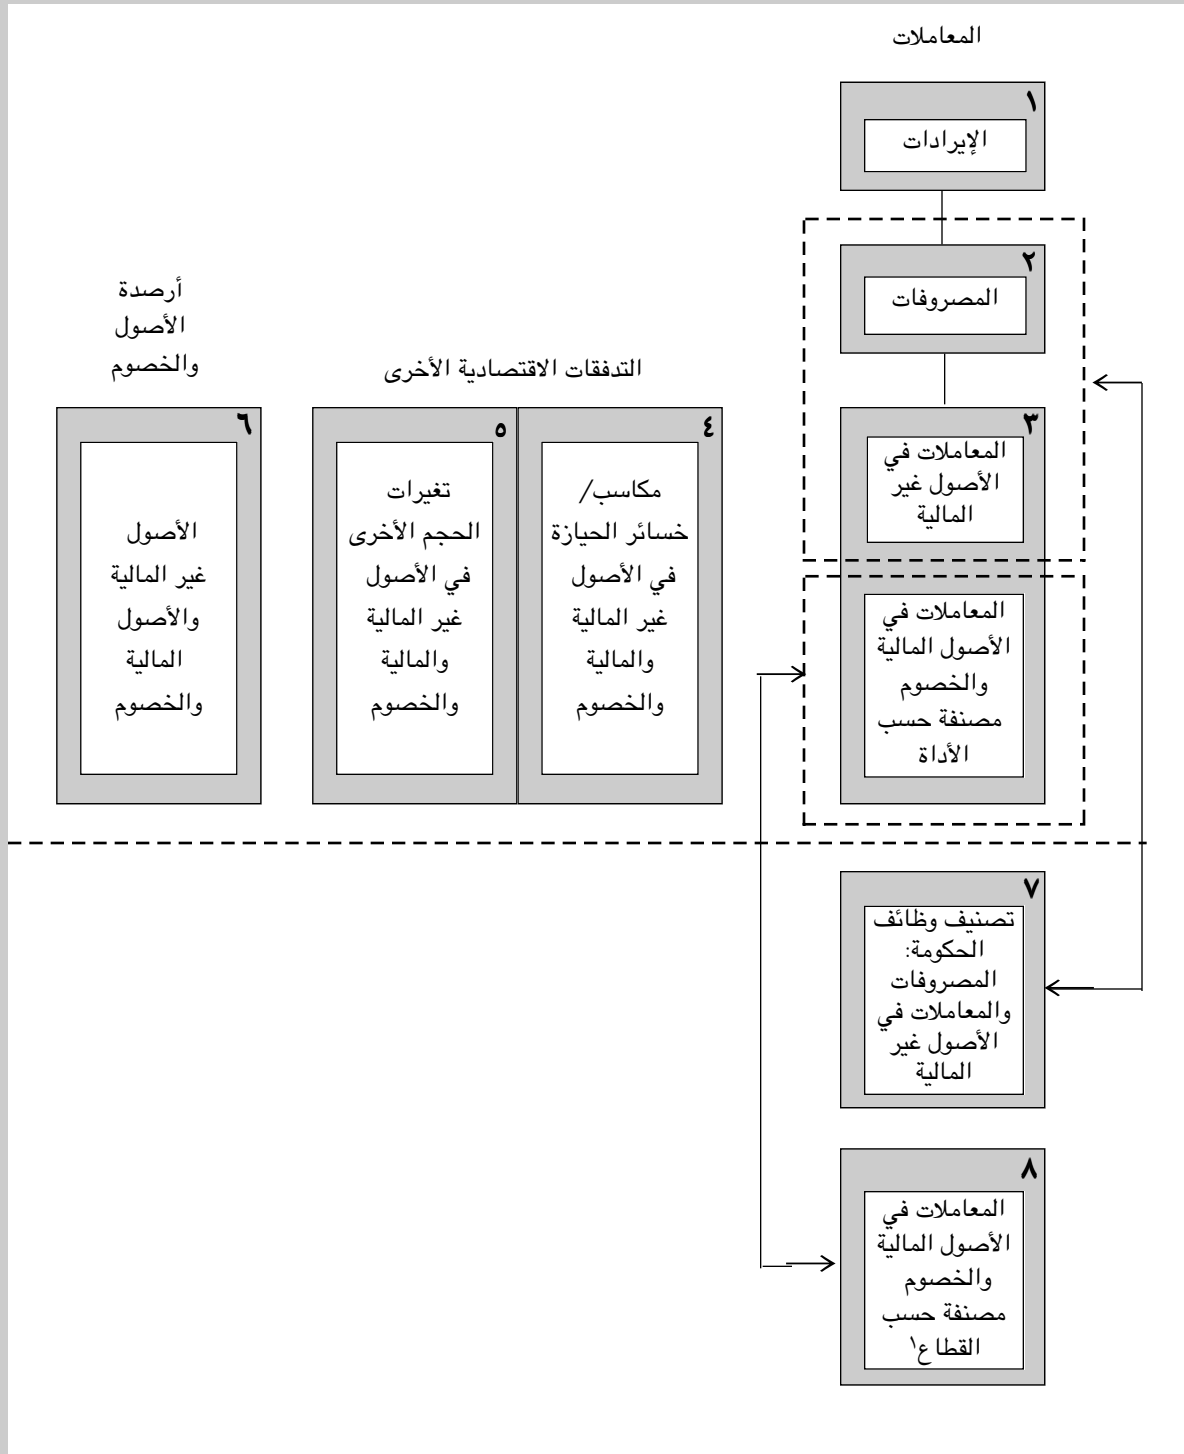 المعاملات
١
الإيرادات
٢
المصروفات
٣
المعاملات في
الأصول غير
المالية
المعاملات في
الأصول المالية
والخصوم
مصنفة حسب
الأداة
التدفقات الاقتصادية الأخرى
٤
مكاسب/
خسائر الحيازة
في الأصول
غير المالية
والمالية
والخصوم
٥
تغيرات
الحجم الأخرى
في الأصول
غير المالية
والمالية
والخصوم
أرصدة
الأصول
والخصوم
٦
الأصول
غير المالية
والأصول
المالية
والخصوم
٧
تصنيف وظائف
الحكومة:
المصروفات
والمعاملات في
الأصول غير
المالية
٨
المعاملات في
الأصول المالية
والخصوم
مصنفة حسب
القطاع١